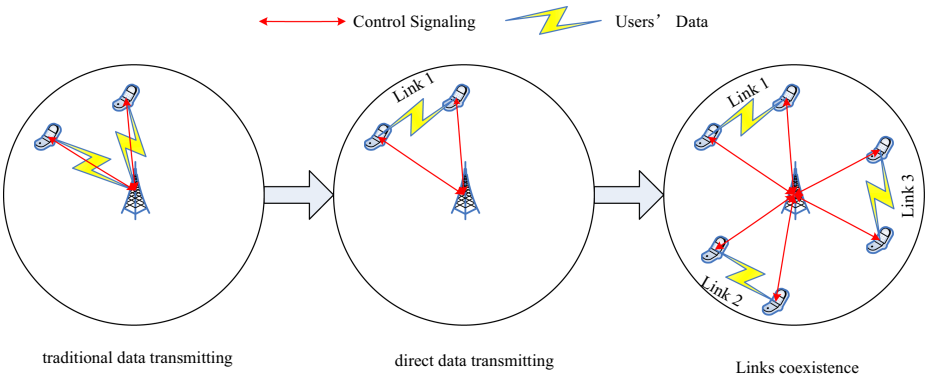 Control Signaling
Users’ Data
Link 1
Link 1
Link 3
Link 2
traditional data transmitting
direct data transmitting
Links coexistence